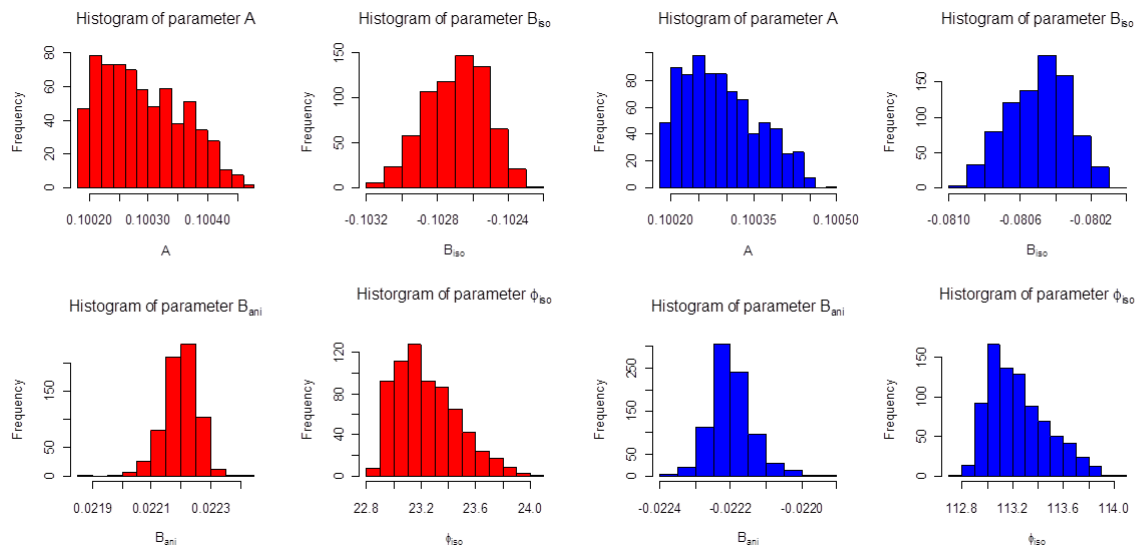 Histogram of parameter A
Frequency
0 20 40 60 80
0.10020 0.10030 0.10040
A
Histogram of parameter Biso
Frequency
0 50 100 150
-0.1032 -0.1028 -0.1024
Biso
Histogram of parameter A
Frequency
0 20 40 60 80
0.10020 0.10035 0.10050
A
Histogram of parameter Biso
Frequency
0 50 100 150
-0.0810 -0.0806 -0.0802
Biso
Histogram of parameter Bani
Frequency
0 50 150
0.0219 0.0221 0.0223
Bani
Historgram of parameter ϕiso
Frequency
0 40 80 120
22.8 23.2 23.6 24.0
ϕiso
Histogram of parameter Bani
Frequency
0 50 150 250
-0.0224 -0.0222 -0.0220
Bani
Historgram of parameter ϕiso
Frequency
0 50 100 150
112.8 113.2 113.6 114.0
ϕiso